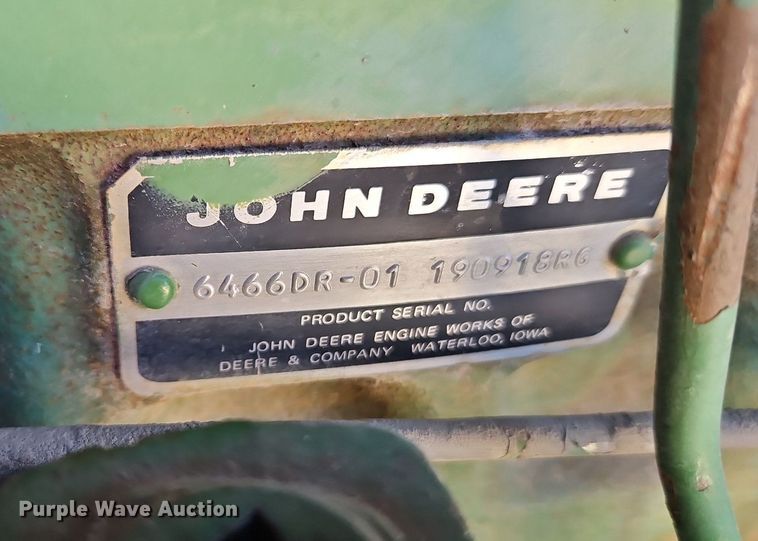 JOHN DEERE
6466DR-01 190918RG
PRODUCT SERIAL NO.
JOHN DEERE ENGINE WORKS OF
DEERE & COMPANY WATERLOO, IOWA
Purple Wave Auction